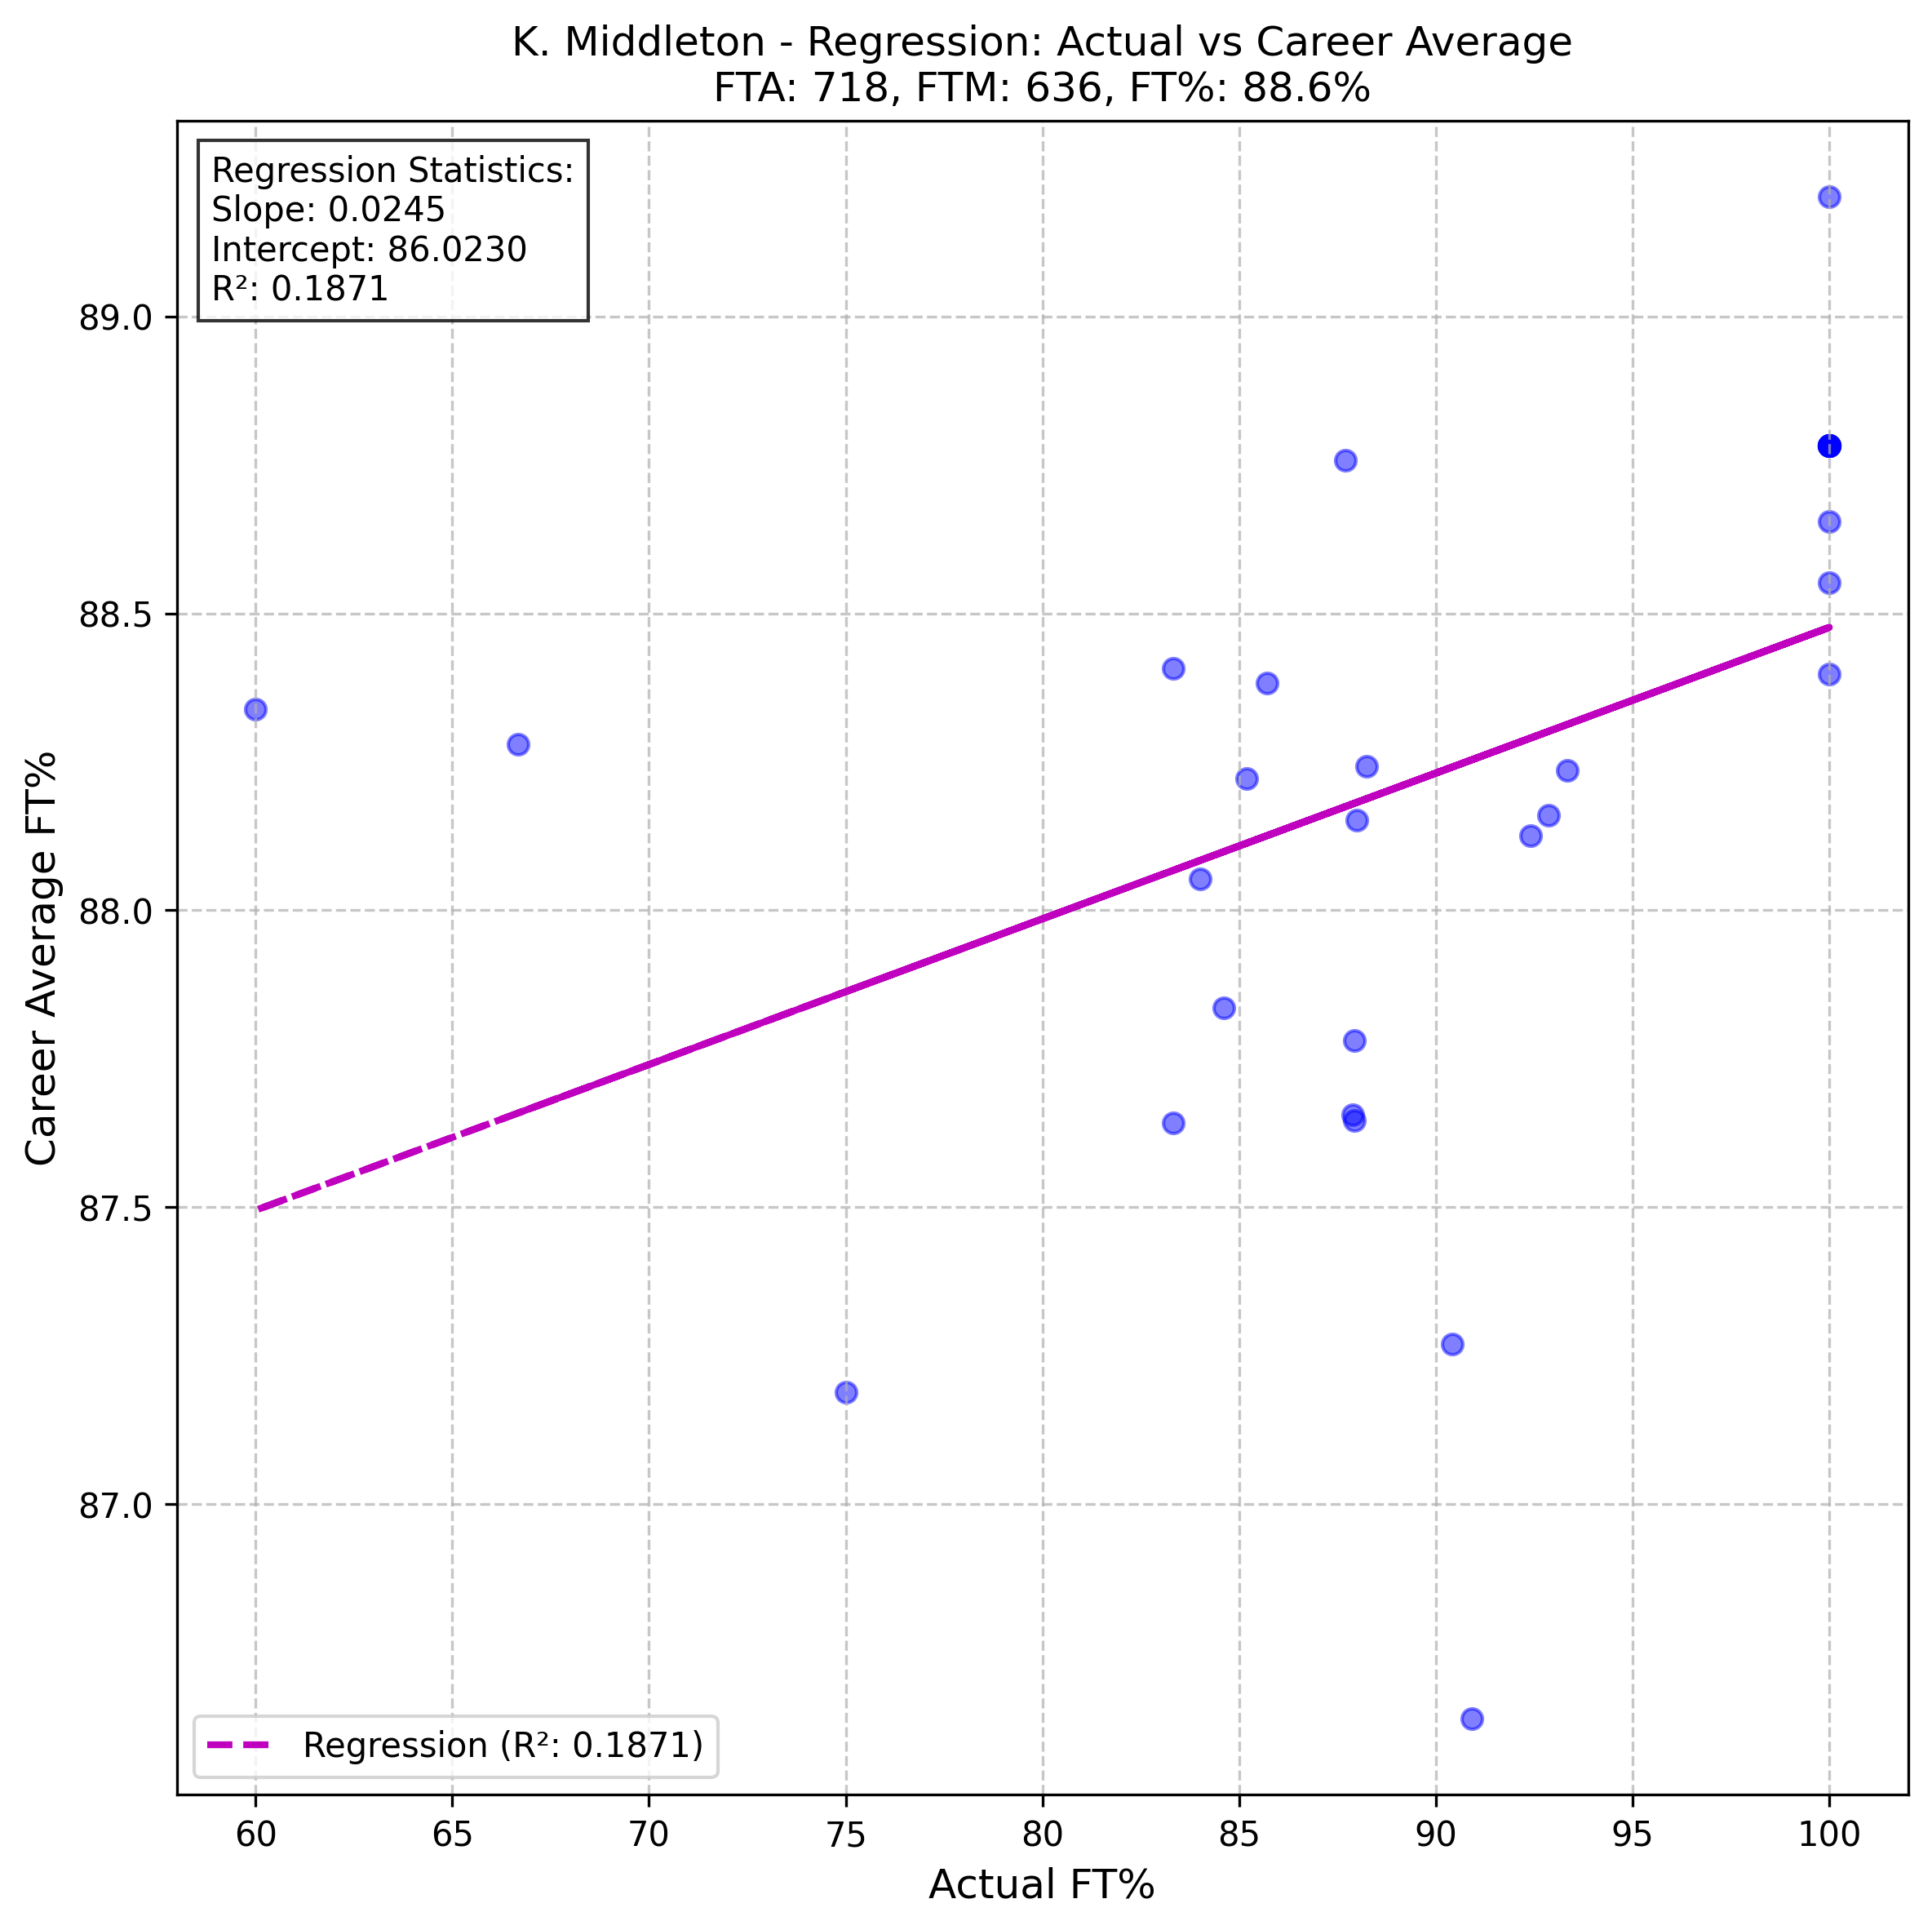 K. Middleton - Regression: Actual vs Career Average
FTA: 718, FTM: 636, FT%: 88.6%
Regression Statistics:
Slope: 0.0245
Intercept: 86.0230
R²: 0.1871
89.0
88.5
88.0
87.5
87.0
Career Average FT%
Regression (R²: 0.1871)
60 65 70 75 80 85 90 95 100
Actual FT%